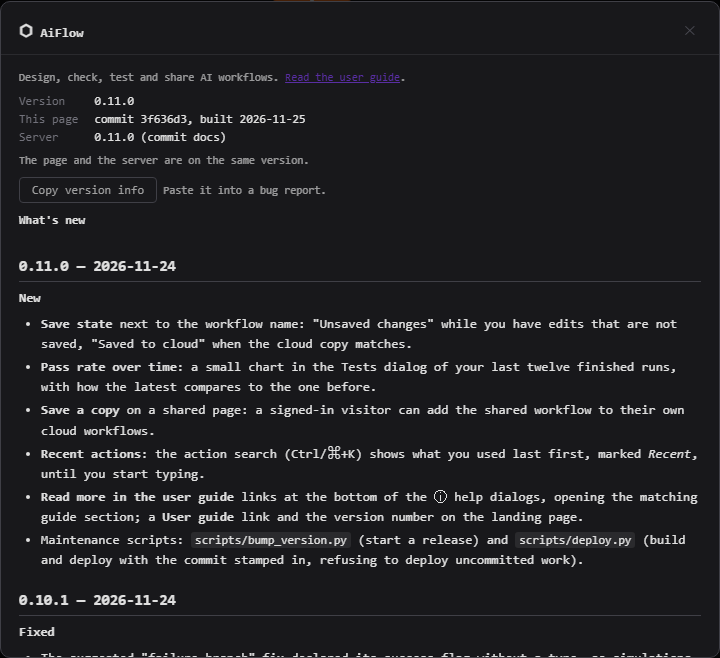 AiFlow
Design, check, test and share AI workflows. Read the user guide.
Version 0.11.0
This page commit 3f636d3, built 2026-11-25
Server 0.11.0 (commit docs)
The page and the server are on the same version.
Copy version info Paste it into a bug report.
What's new
0.11.0 — 2026-11-24
New
• Save state next to the workflow name: "Unsaved changes" while you have edits that are not
saved, "Saved to cloud" when the cloud copy matches.
• Pass rate over time: a small chart in the Tests dialog of your last twelve finished runs,
with how the latest compares to the one before.
• Save a copy on a shared page: a signed-in visitor can add the shared workflow to their own
cloud workflows.
• Recent actions: the action search (Ctrl/⌘+K) shows what you used last first, marked Recent,
until you start typing.
• Read more in the user guide links at the bottom of the ⓘ help dialogs, opening the matching
guide section; a User guide link and the version number on the landing page.
• Maintenance scripts: scripts/bump_version.py (start a release) and scripts/deploy.py (build
and deploy with the commit stamped in, refusing to deploy uncommitted work).
0.10.1 — 2026-11-24
Fixed